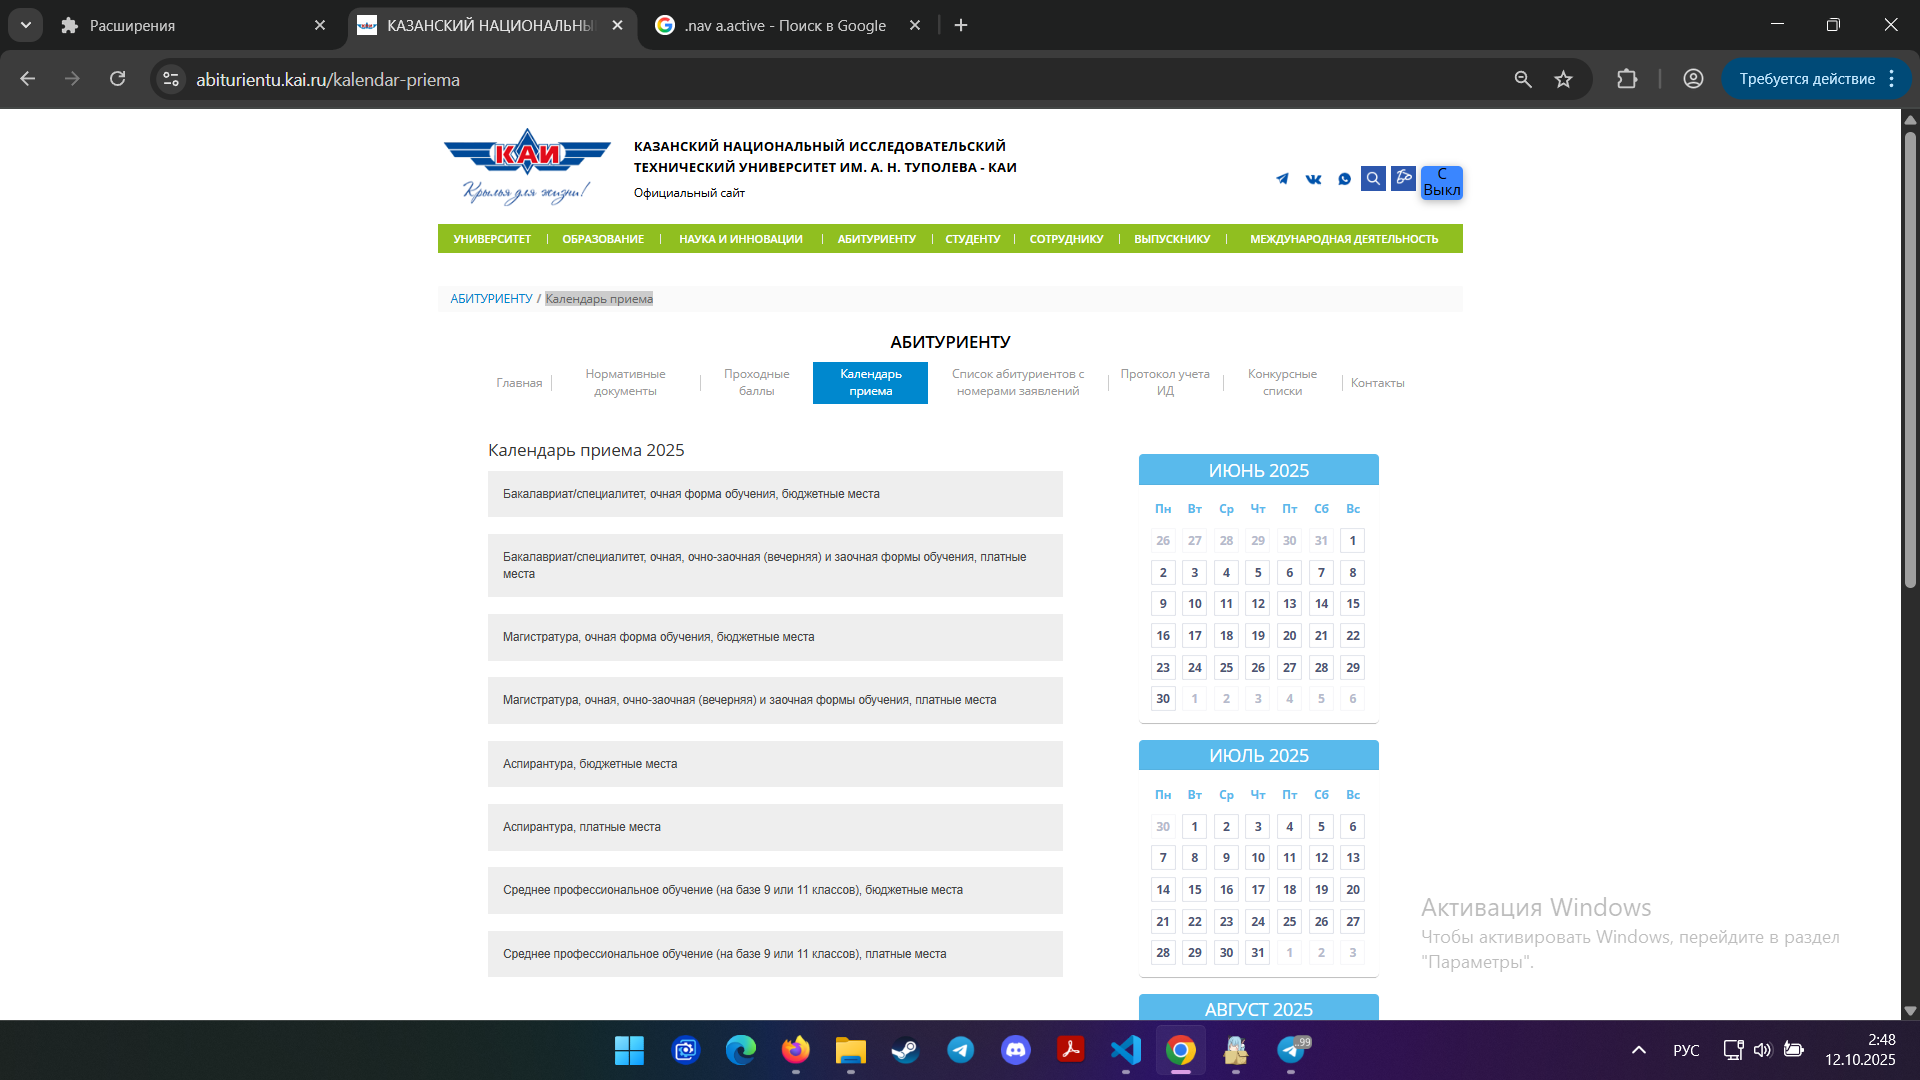 Расширения
КАЗАНСКИЙ НАЦИОНАЛЬНЫ
.nav a.active - Поиск в Google
abiturientu.kai.ru/kalendar-priema
Требуется действие
КАИ
Крылья для жизни!
КАЗАНСКИЙ НАЦИОНАЛЬНЫЙ ИССЛЕДОВАТЕЛЬСКИЙ
ТЕХНИЧЕСКИЙ УНИВЕРСИТЕТ ИМ. А. Н. ТУПОЛЕВА - КАИ
Официальный сайт
С
Выкл
УНИВЕРСИТЕТ ОБРАЗОВАНИЕ НАУКА И ИННОВАЦИИ АБИТУРИЕНТУ СТУДЕНТУ СОТРУДНИКУ ВЫПУСКНИКУ МЕЖДУНАРОДНАЯ ДЕЯТЕЛЬНОСТЬ
АБИТУРИЕНТУ / Календарь приема
АБИТУРИЕНТУ
Главная
Нормативные
документы
Проходные
баллы
Календарь
приема
Список абитуриентов с
номерами заявлений
Протокол учета
ИД
Конкурсные
списки
Контакты
Календарь приема 2025
Бакалавриат/специалитет, очная форма обучения, бюджетные места
Бакалавриат/специалитет, очная, очно-заочная (вечерняя) и заочная формы обучения, платные
места
Магистратура, очная форма обучения, бюджетные места
Магистратура, очная, очно-заочная (вечерняя) и заочная формы обучения, платные места
Аспирантура, бюджетные места
Аспирантура, платные места
Среднее профессиональное обучение (на базе 9 или 11 классов), бюджетные места
Среднее профессиональное обучение (на базе 9 или 11 классов), платные места
ИЮНЬ 2025
Пн Вт Ср Чт Пт Сб Вс
26 27 28 29 30 31 1
2 3 4 5 6 7 8
9 10 11 12 13 14 15
16 17 18 19 20 21 22
23 24 25 26 27 28 29
30 1 2 3 4 5 6
ИЮЛЬ 2025
Пн Вт Ср Чт Пт Сб Вс
30 1 2 3 4 5 6
7 8 9 10 11 12 13
14 15 16 17 18 19 20
21 22 23 24 25 26 27
28 29 30 31 1 2 3
АВГУСТ 2025
Активация Windows
Чтобы активировать Windows, перейдите в раздел
"Параметры".
99
РУС
2:48
12.10.2025